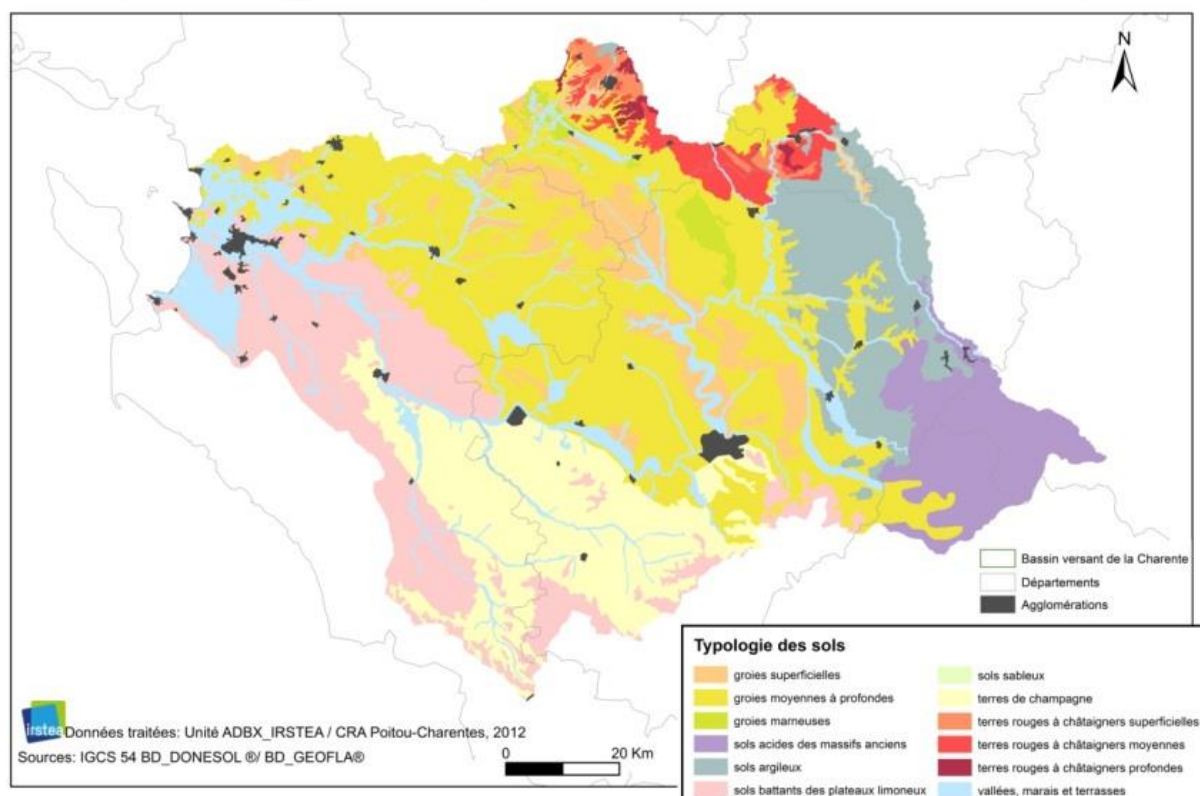 N
Bassin versant de la Charente
Départements
Agglomérations
Typologie des sols
groies superficielles
groies moyennes à profondes
groies marneuses
sols acides des massifs anciens
sols argileux
sols battants des plateaux limoneux
sols sableux
terres de champagne
terres rouges à châtaigners superficielles
terres rouges à châtaigners moyennes
terres rouges à châtaigners profondes
vallées, marais et terrasses
irstea
Données traitées: Unité ADBX_IRSTEA / CRA Poitou-Charentes, 2012
Sources: IGCS 54 BD_DONESOL ®/ BD_GEOFLA®
0 20 Km